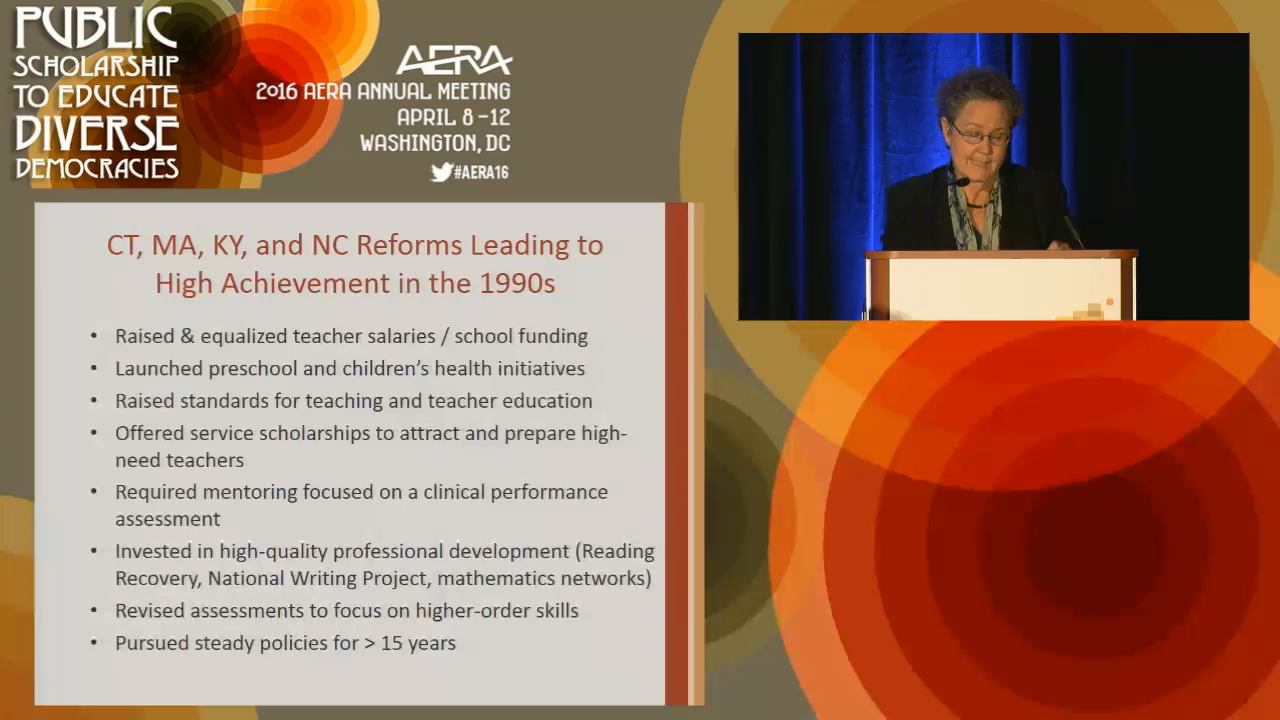 PUBLIC
SCHOLARSHIP
TO EDUCATE
DIVERSE
DEMOCRACIES
AERA
2016 AERA ANNUAL MEETING
APRIL 8 – 12
WASHINGTON, DC
#AERA16
CT, MA, KY, and NC Reforms Leading to
High Achievement in the 1990s
• Raised & equalized teacher salaries / school funding
• Launched preschool and children’s health initiatives
• Raised standards for teaching and teacher education
• Offered service scholarships to attract and prepare high-
need teachers
• Required mentoring focused on a clinical performance
assessment
• Invested in high-quality professional development (Reading
Recovery, National Writing Project, mathematics networks)
• Revised assessments to focus on higher-order skills
• Pursued steady policies for > 15 years